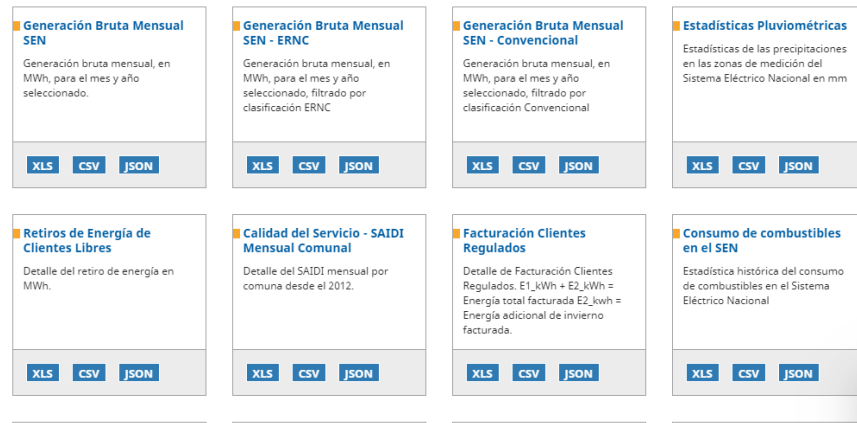 Generación Bruta Mensual
SEN
Generación bruta mensual, en
MWh, para el mes y año
seleccionado.
XLS CSV JSON
Generación Bruta Mensual
SEN - ERNC
Generación bruta mensual, en
MWh, para el mes y año
seleccionado, filtrado por
clasificación ERNC
XLS CSV JSON
Generación Bruta Mensual
SEN - Convencional
Generación bruta mensual, en
MWh, para el mes y año
seleccionado, filtrado por
clasificación Convencional
XLS CSV JSON
Estadísticas Pluviométricas
Estadísticas de las precipitaciones
en las zonas de medición del
Sistema Eléctrico Nacional en mm
XLS CSV JSON
Retiros de Energía de
Clientes Libres
Detalle del retiro de energía en
MWh.
XLS CSV JSON
Calidad del Servicio - SAIDI
Mensual Comunal
Detalle del SAIDI mensual por
comuna desde el 2012.
XLS CSV JSON
Facturación Clientes
Regulados
Detalle de Facturación Clientes
Regulados. E1_kWh + E2_kWh =
Energía total facturada E2_kwh =
Energía adicional de invierno
facturada.
XLS CSV JSON
Consumo de combustibles
en el SEN
Estadística histórica del consumo
de combustibles en el Sistema
Eléctrico Nacional
XLS CSV JSON